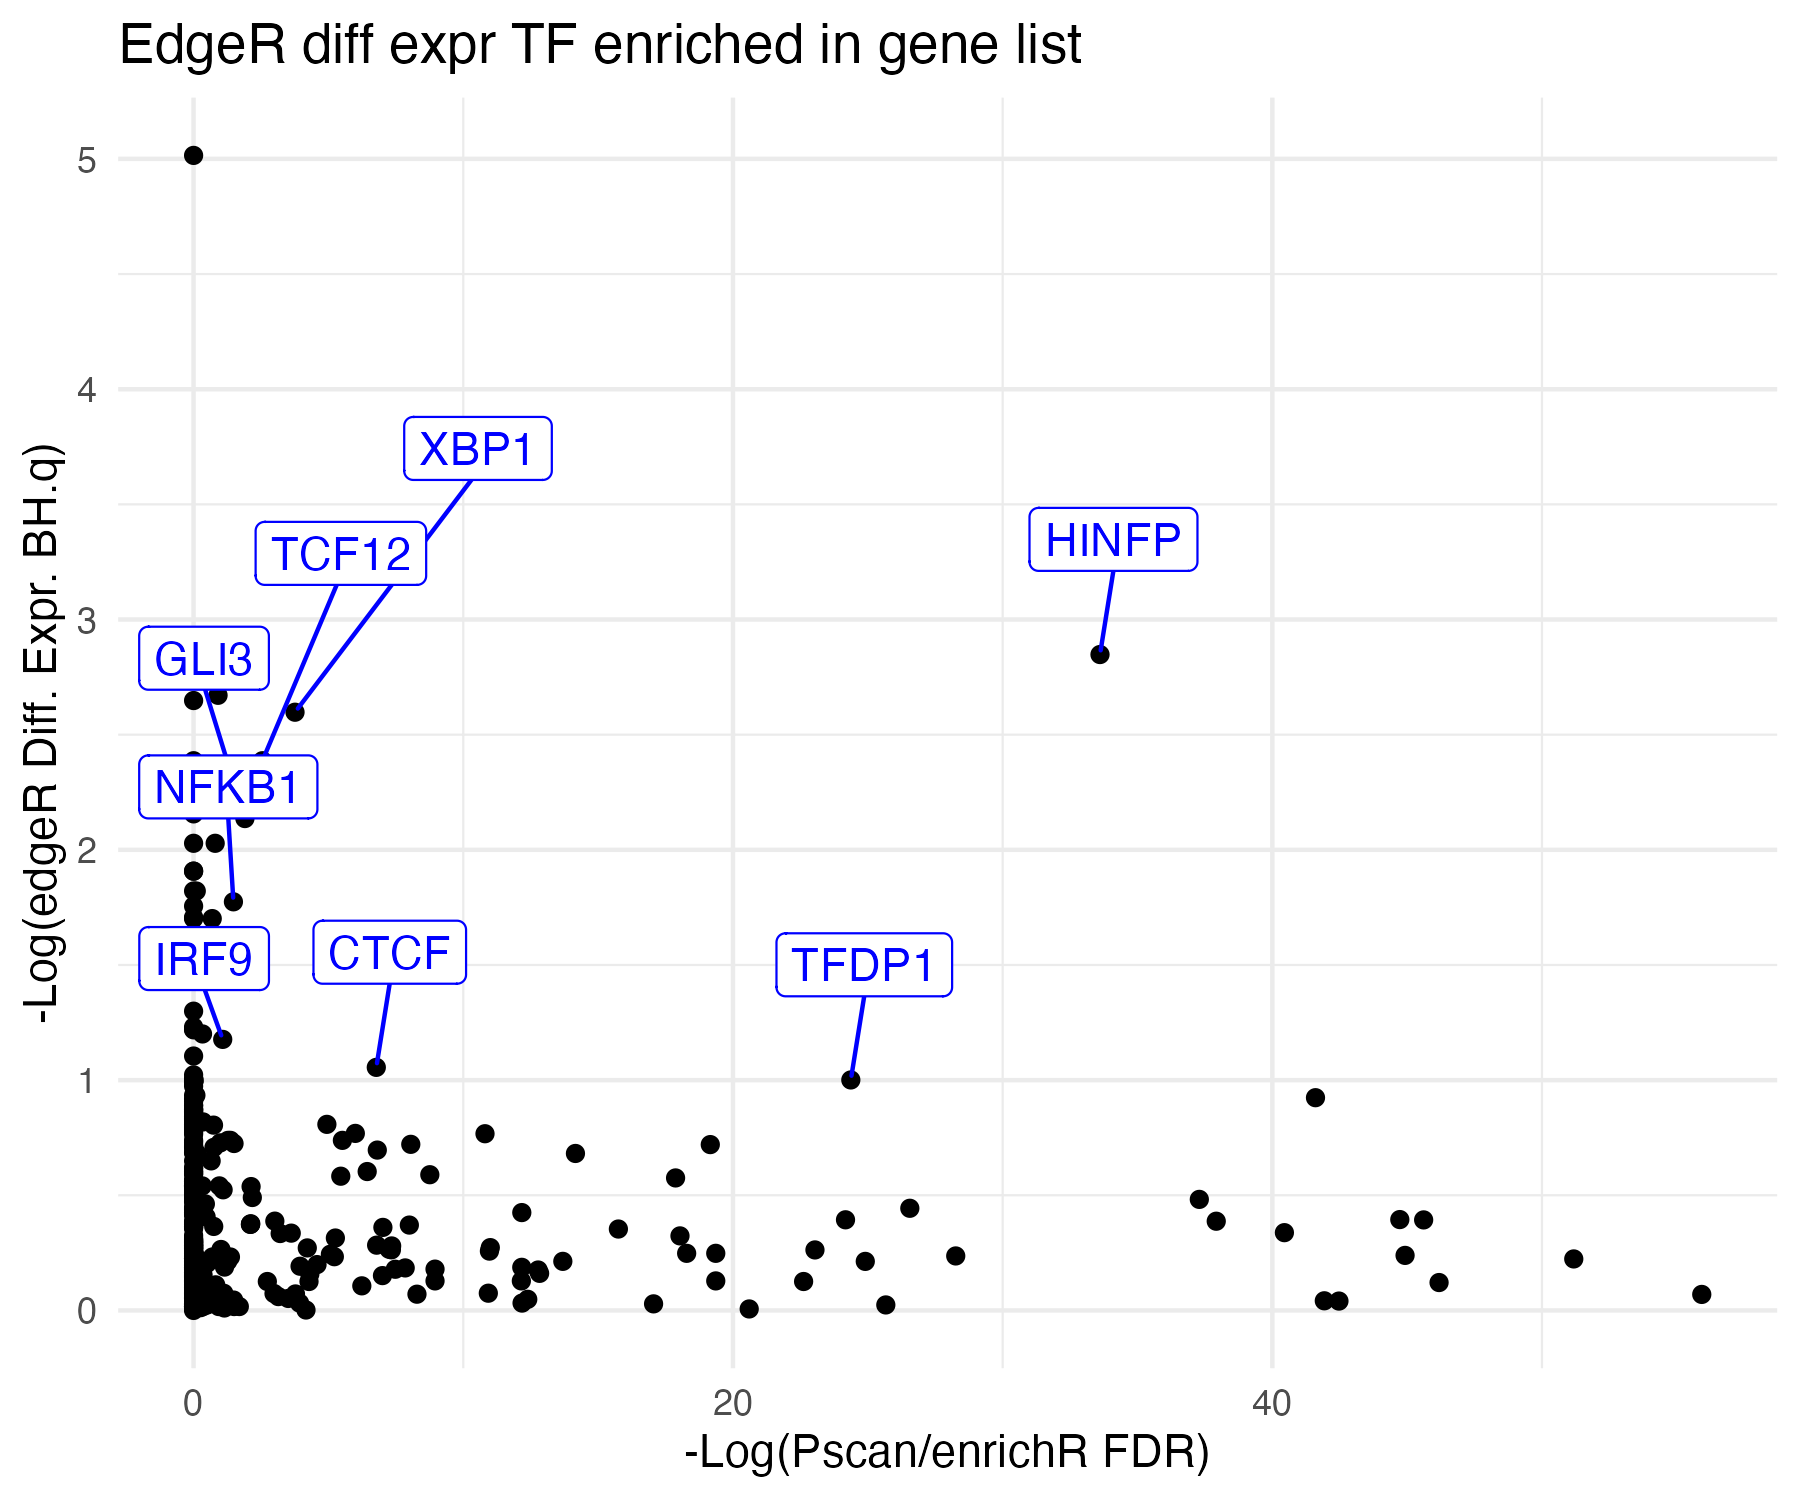 EdgeR diff expr TF enriched in gene list
-Log(edgeR Diff. Expr. BH.q)
5
4
3
2
1
0
XBP1
TCF12
HINFP
GLI3
NFKB1
IRF9
CTCF
TFDP1
0
20
40
-Log(Pscan/enrichR FDR)